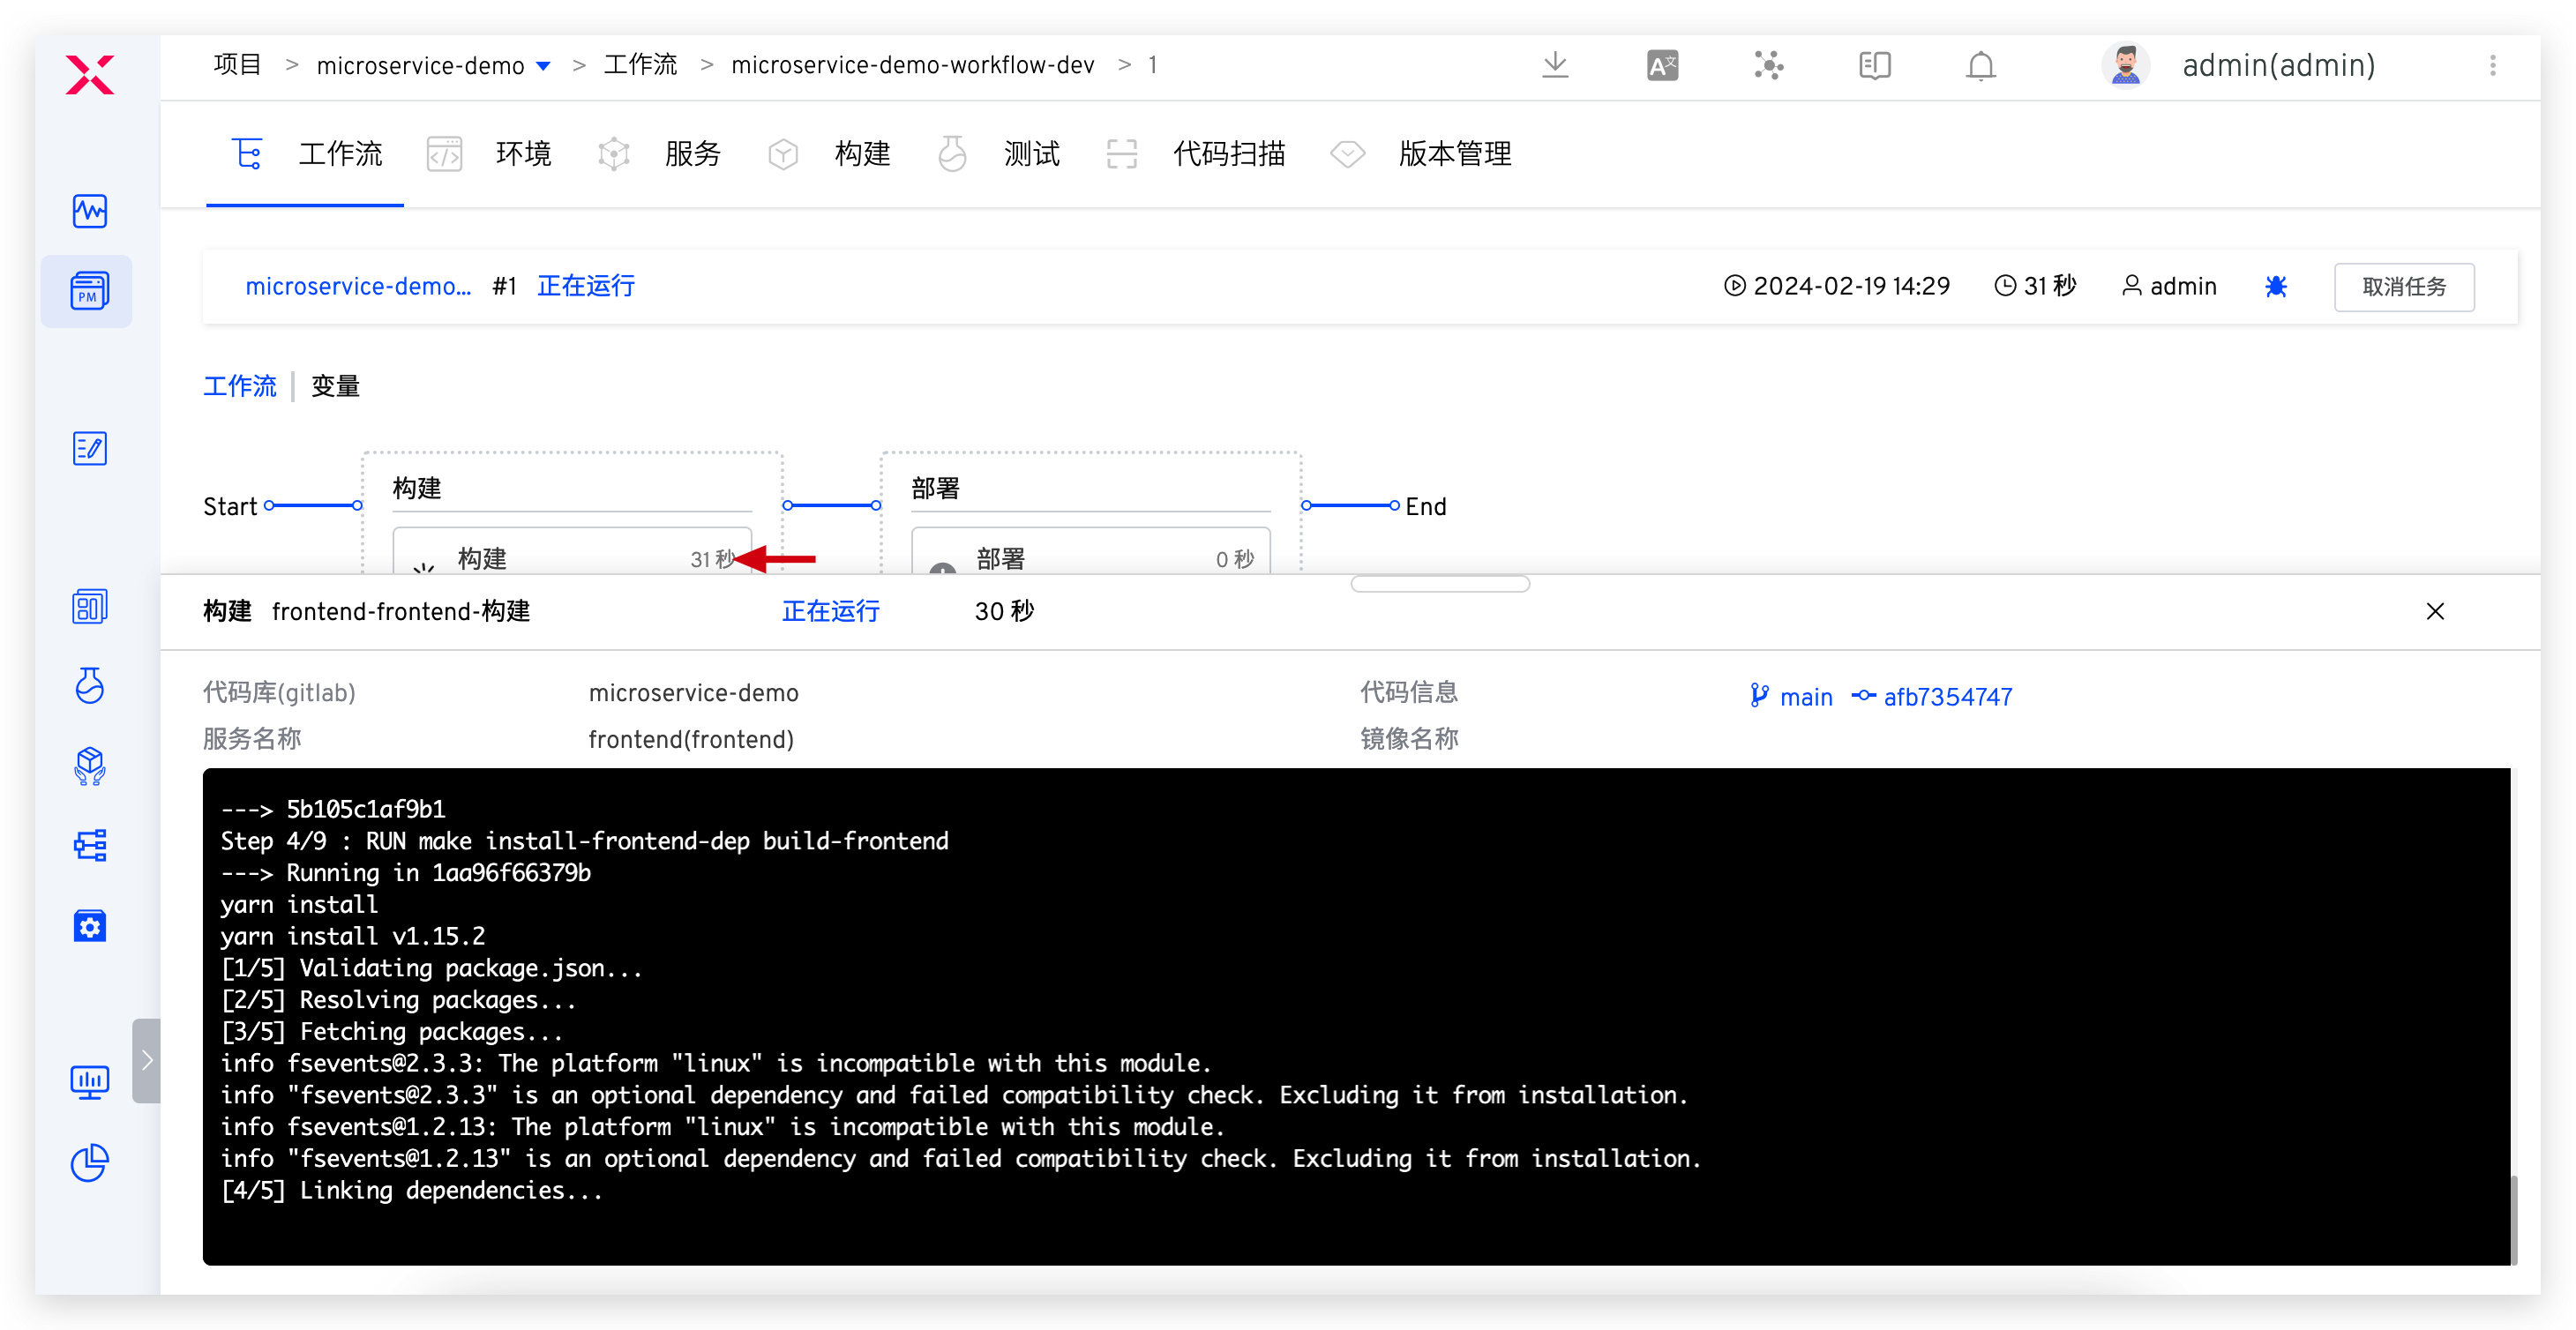 项目 > microservice-demo > 工作流 > microservice-demo-workflow-dev > 1
A文
admin(admin)
PM
工作流 环境 服务 构建 测试 代码扫描 版本管理
microservice-demo... #1 正在运行 2024-02-19 14:29 31 秒 admin 取消任务
工作流 变量
Start 构建 部署 End
构建 31 秒 部署 0 秒
构建 frontend-frontend-构建 正在运行 30 秒
代码库(gitlab) microservice-demo 代码信息 main afb7354747
服务名称 frontend(frontend) 镜像名称
---> 5b105c1af9b1
Step 4/9 : RUN make install-frontend-dep build-frontend
---> Running in 1aa96f66379b
yarn install
yarn install v1.15.2
[1/5] Validating package.json...
[2/5] Resolving packages...
[3/5] Fetching packages...
info fsevents@2.3.3: The platform "linux" is incompatible with this module.
info "fsevents@2.3.3" is an optional dependency and failed compatibility check. Excluding it from installation.
info fsevents@1.2.13: The platform "linux" is incompatible with this module.
info "fsevents@1.2.13" is an optional dependency and failed compatibility check. Excluding it from installation.
[4/5] Linking dependencies...